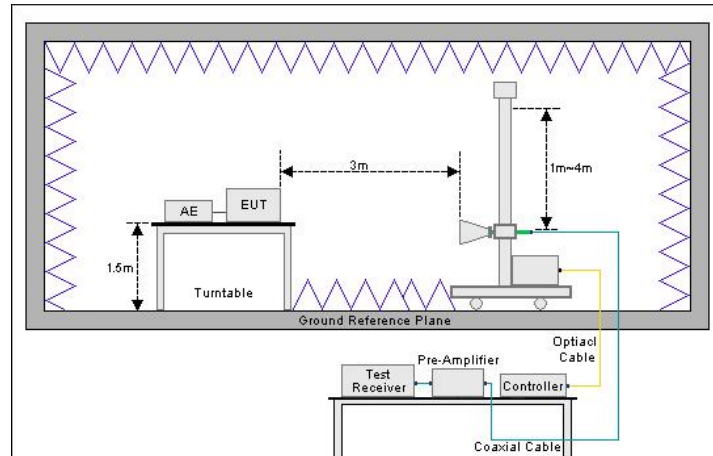 3m
1m~4m
AE
EUT
1.5m
Turntable
Ground Reference Plane
Optiacl
Cable
Pre-Amplifier
Test
Receiver
Controller
Coaxial Cable